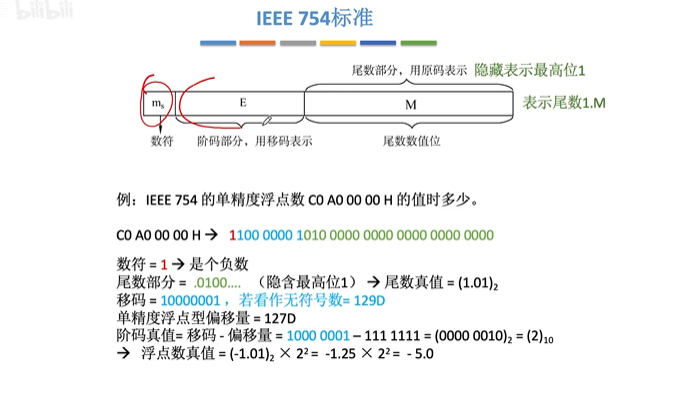 bilibili
IEEE 754标准
尾数部分，用原码表示 隐藏表示最高位1
mₛ E M 表示尾数1.M
数符 阶码部分，用移码表示 尾数数值位
例：IEEE 754 的单精度浮点数 C0 A0 00 00 H 的值时多少。
C0 A0 00 00 H → 1100 0000 1010 0000 0000 0000 0000 0000
数符 = 1 → 是个负数
尾数部分 = .0100.... （隐含最高位1） → 尾数真值 = (1.01)₂
移码 = 10000001 ，若看作无符号数= 129D
单精度浮点型偏移量 = 127D
阶码真值= 移码 - 偏移量 = 1000 0001 – 111 1111 = (0000 0010)₂ = (2)₁₀
→ 浮点数真值 = (-1.01)₂ × 2² = -1.25 × 2² = - 5.0